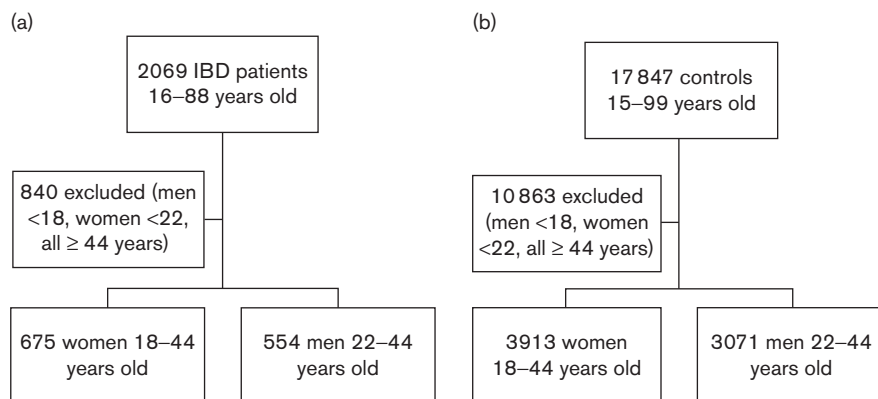 (a)
2069 IBD patients
16–88 years old
840 excluded (men
<18, women <22,
all ≥ 44 years)
675 women 18–44
years old
554 men 22–44
years old
(b)
17 847 controls
15–99 years old
10 863 excluded
(men <18, women
<22, all ≥ 44 years)
3913 women
18–44 years old
3071 men 22–44
years old